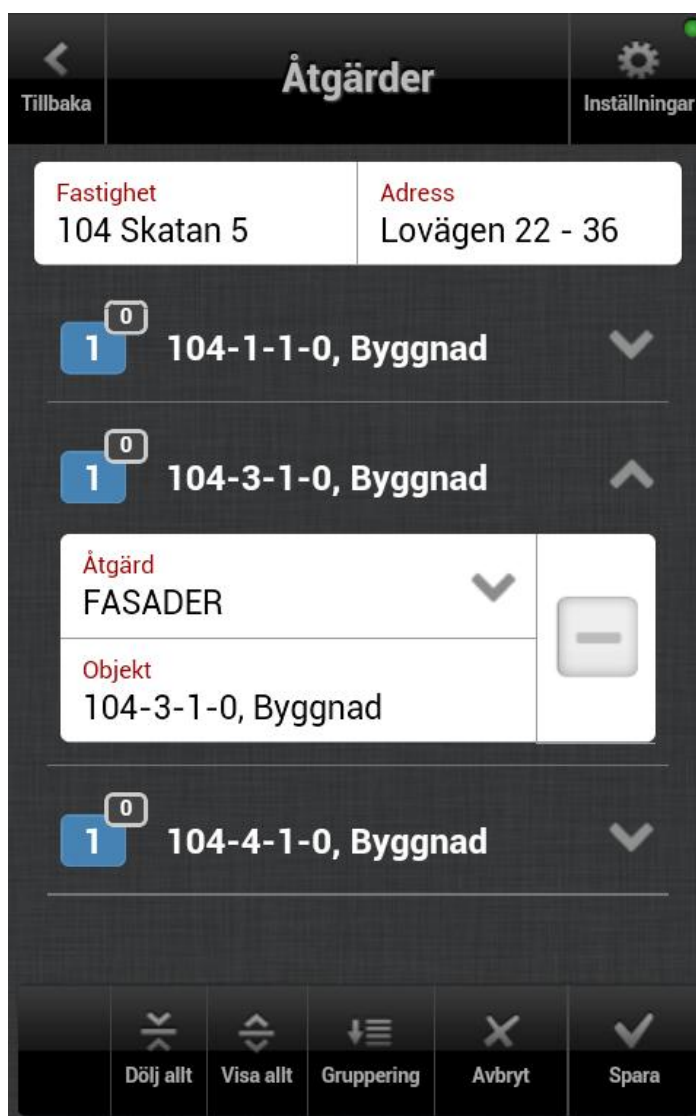 Tillbaka
Åtgärder
Inställningar
Fastighet
104 Skatan 5
Adress
Lovägen 22 - 36
1
0
104-1-1-0, Byggnad
1
0
104-3-1-0, Byggnad
Åtgärd
FASADER
Objekt
104-3-1-0, Byggnad
1
0
104-4-1-0, Byggnad
Dölj allt
Visa allt
Gruppering
Avbryt
Spara